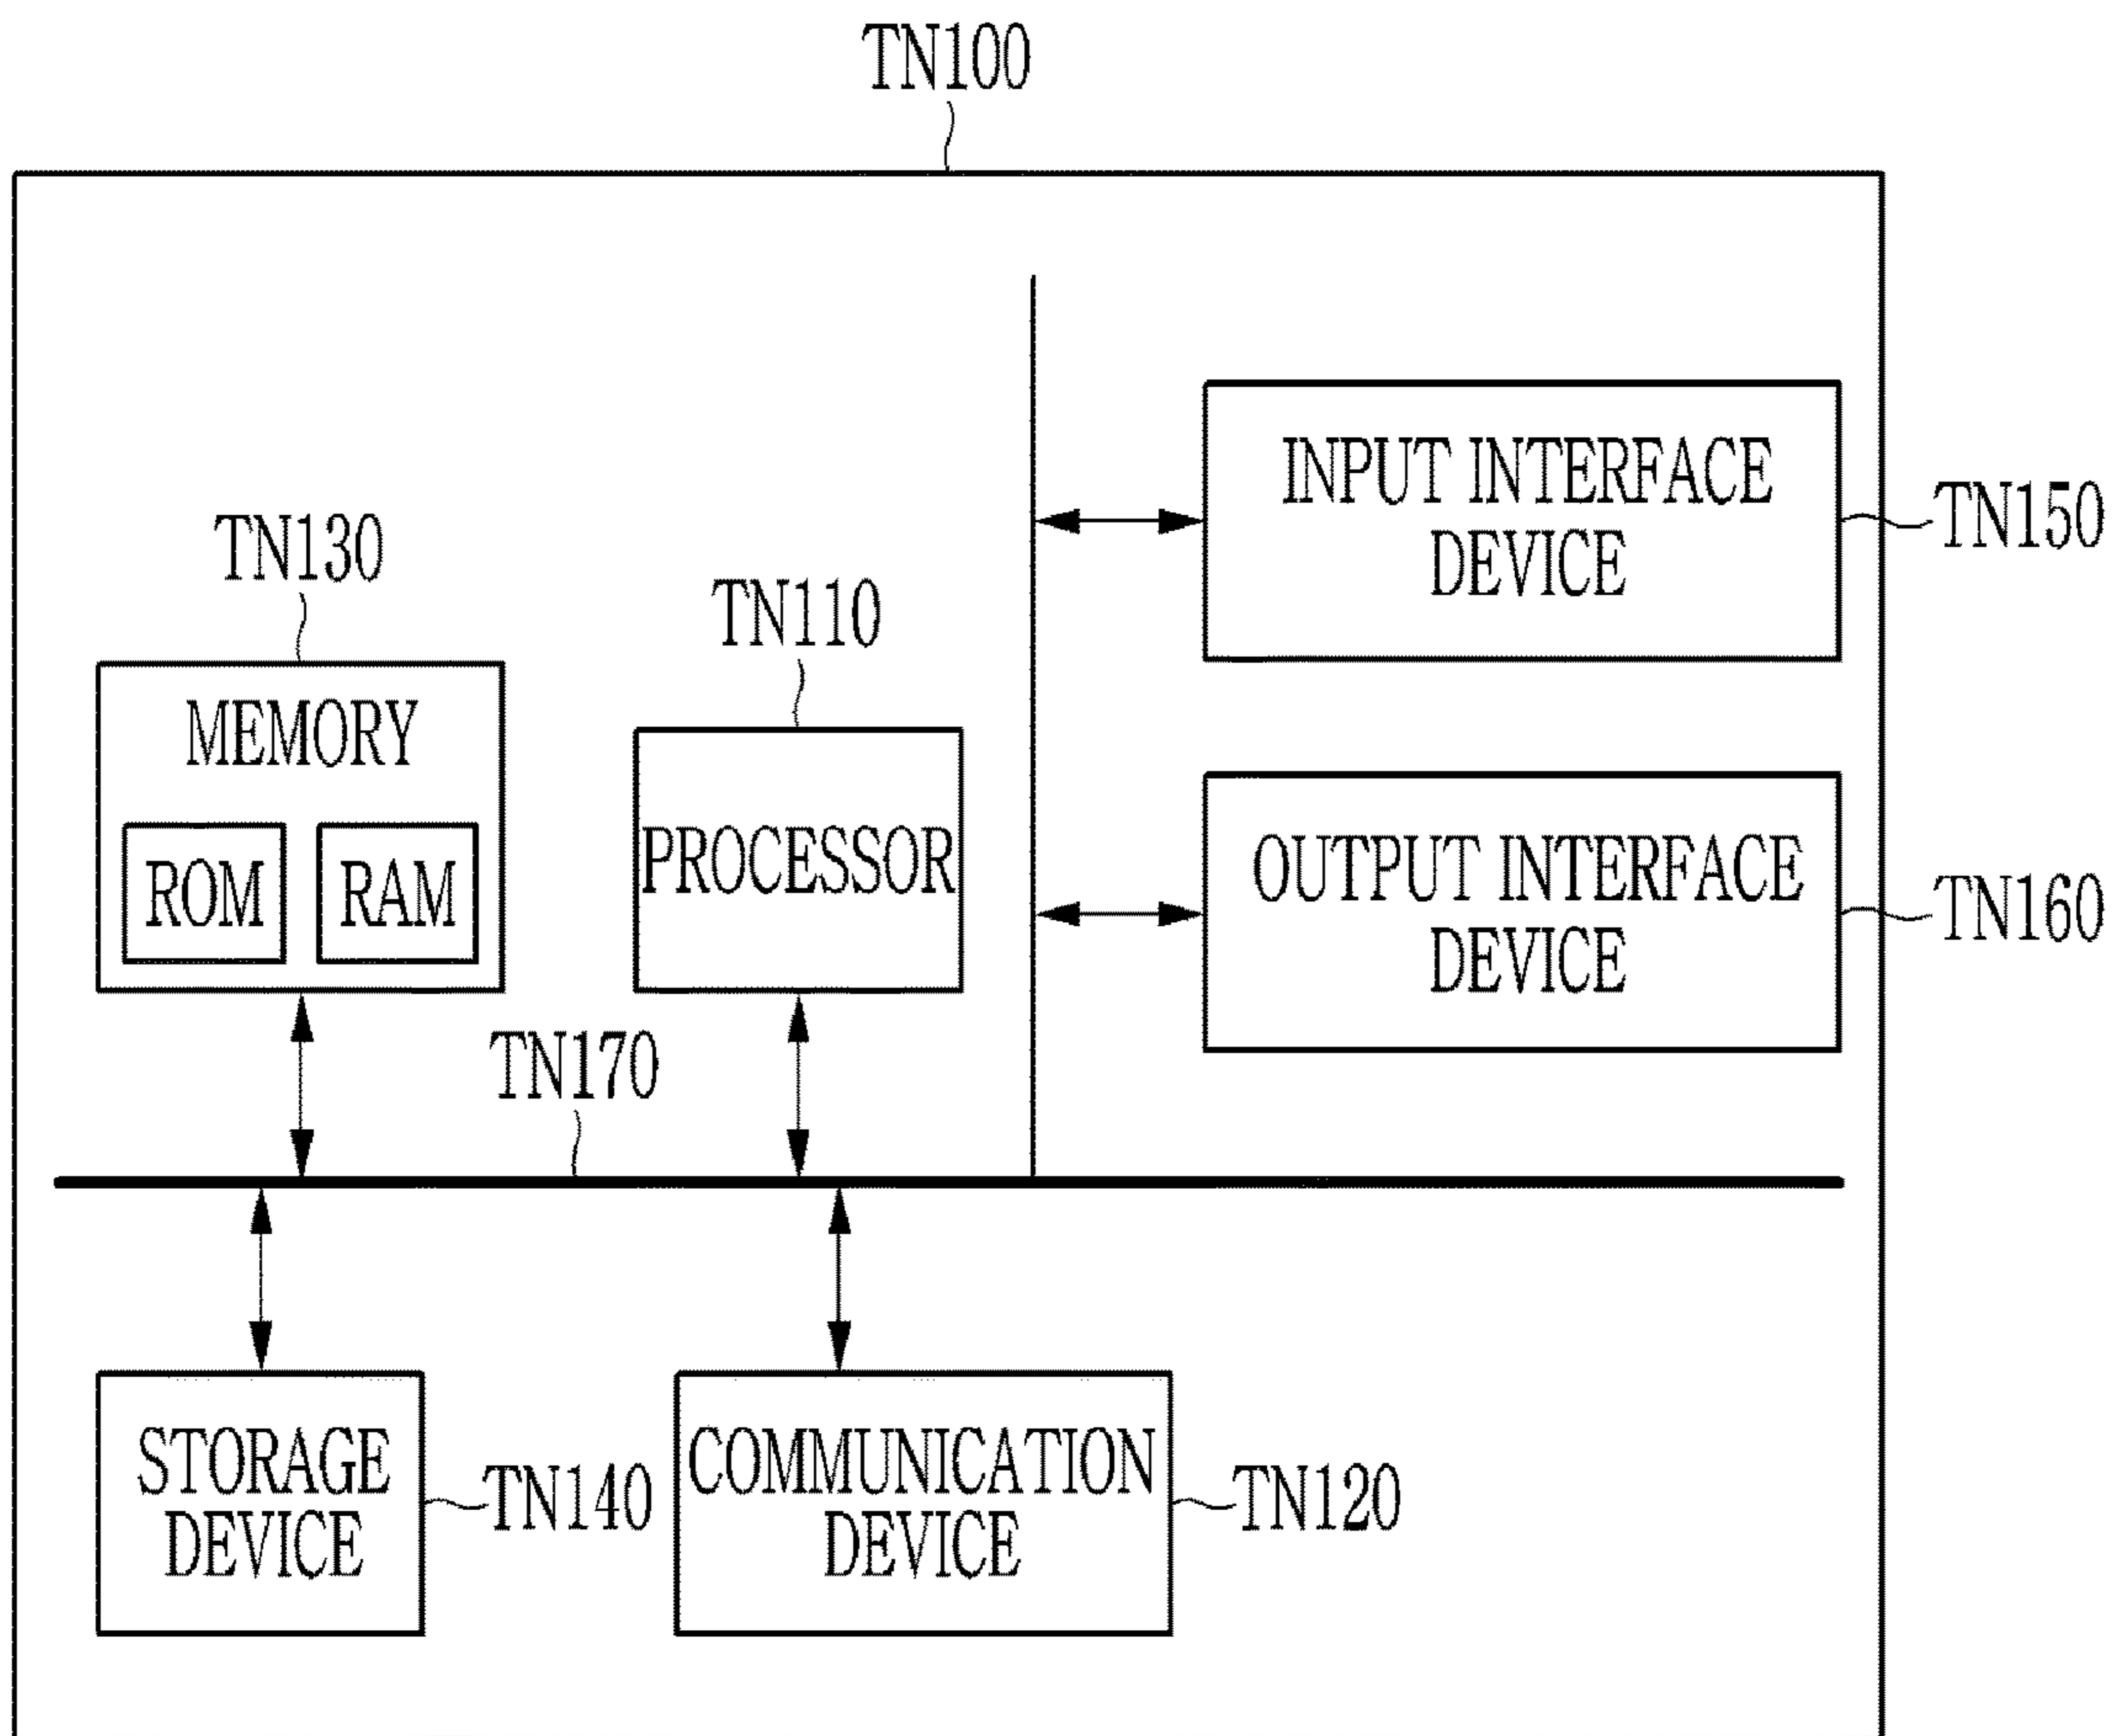 TN100
INPUT INTERFACE
DEVICE
TN150
TN130
TN110
MEMORY
ROM
RAM
PROCESSOR
OUTPUT INTERFACE
DEVICE
TN160
TN170
STORAGE
DEVICE
TN140
COMMUNICATION
DEVICE
TN120